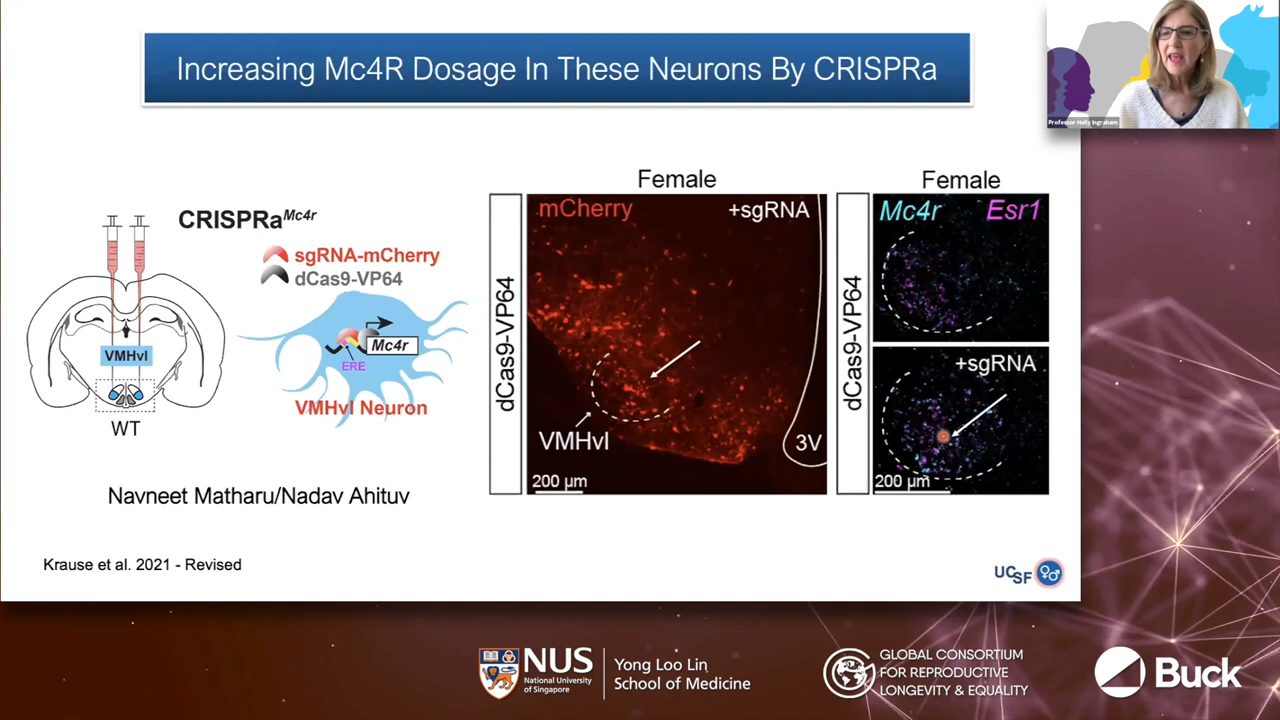 Increasing Mc4R Dosage In These Neurons By CRISPRa
Professor Holly Ingraham
CRISPRaMc4r
sgRNA-mCherry
dCas9-VP64
VMHvl
WT
Mc4r
ERE
VMHvl Neuron
Navneet Matharu/Nadav Ahituv
Female
dCas9-VP64
mCherry
+sgRNA
VMHvl
3V
200 μm
Female
dCas9-VP64
Mc4r
Esr1
+sgRNA
200 μm
Krause et al. 2021 - Revised
UCSF
NUS
National University
of Singapore
Yong Loo Lin
School of Medicine
GLOBAL CONSORTIUM
FOR REPRODUCTIVE
LONGEVITY & EQUALITY
Buck